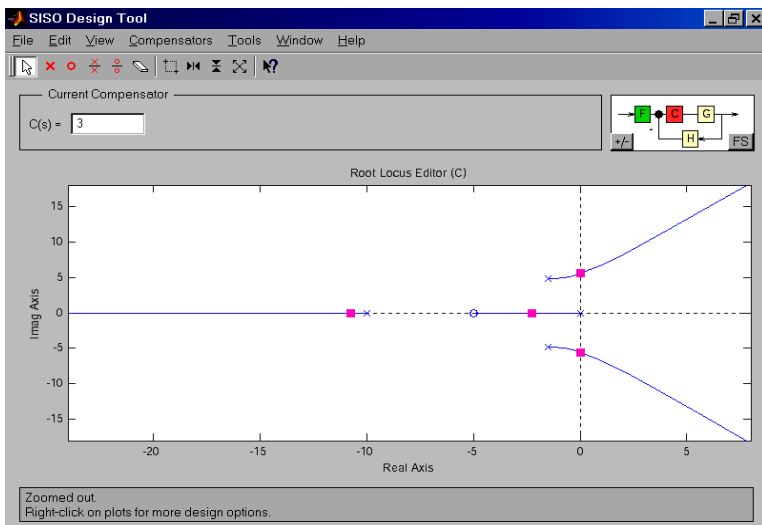 SISO Design Tool
File Edit View Compensators Tools Window Help
Current Compensator
C(s) = 3
F C G
H
+/- FS
Root Locus Editor (C)
15
10
5
0
-5
-10
-15
Imag Axis
-20 -15 -10 -5 0 5
Real Axis
Zoomed out.
Right-click on plots for more design options.